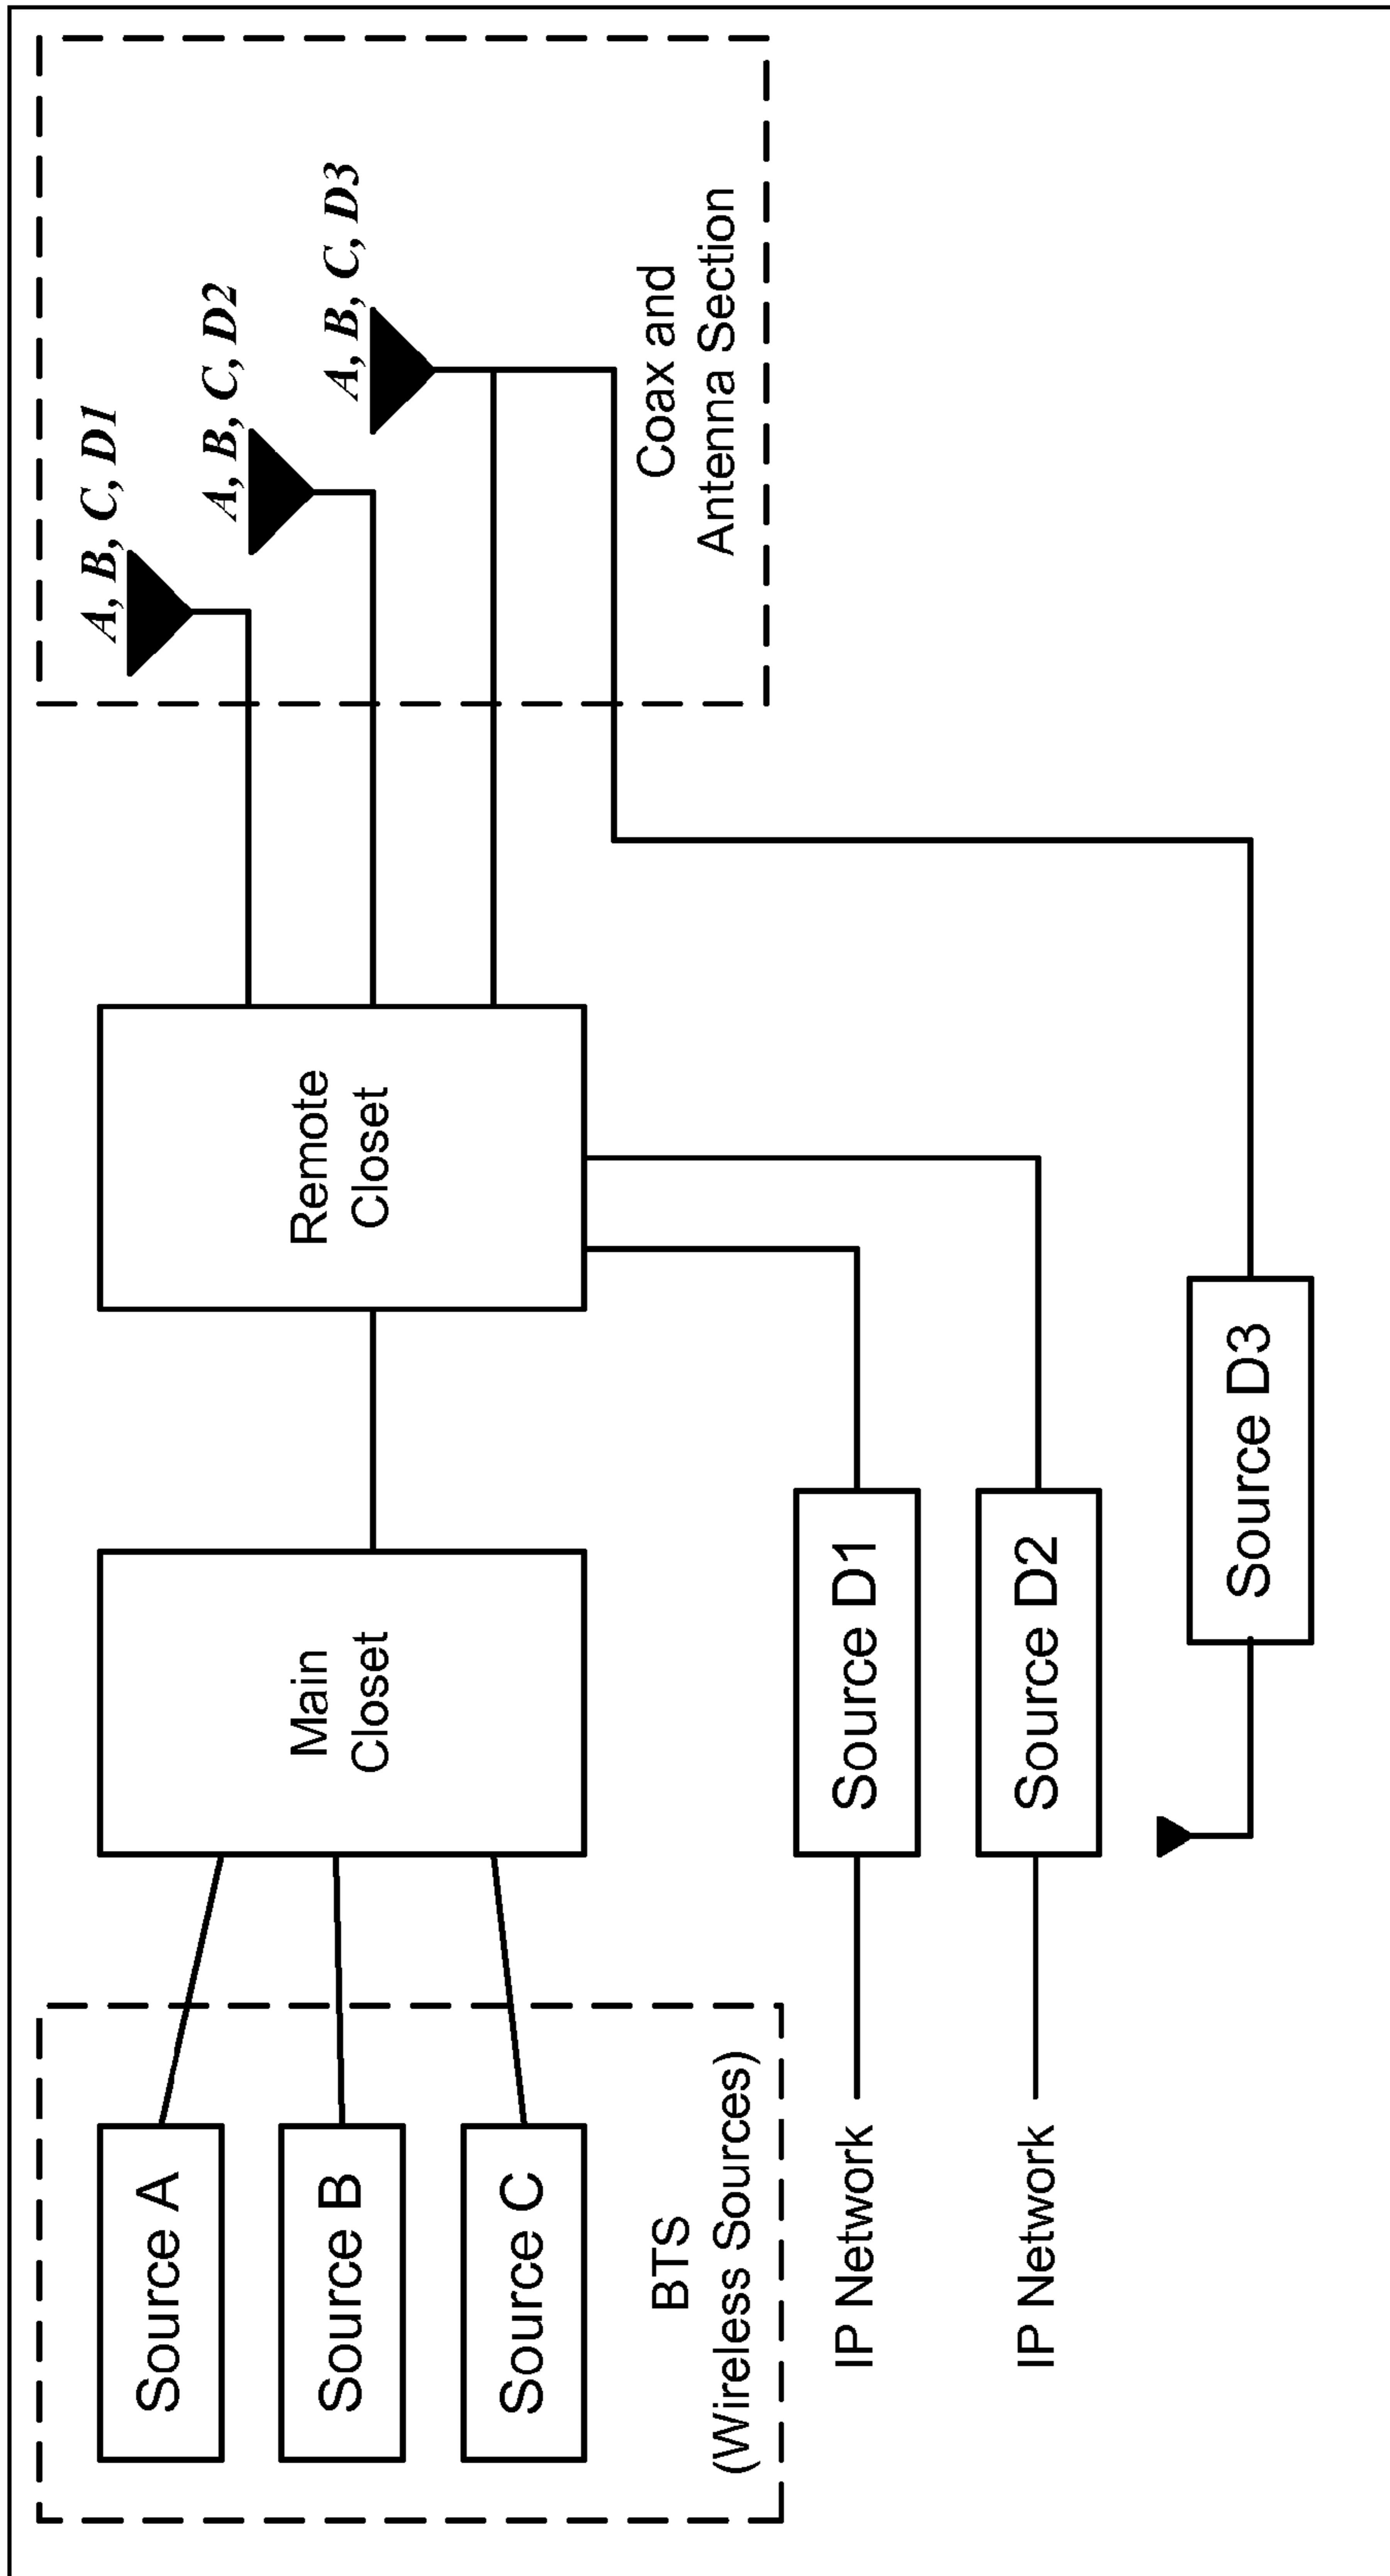 Source A
Source B
Source C
BTS
(Wireless Sources)
Main
Closet
Remote
Closet
A, B, C, D1
A, B, C, D2
A, B, C, D3
Coax and
Antenna Section
IP Network
Source D1
IP Network
Source D2
Source D3